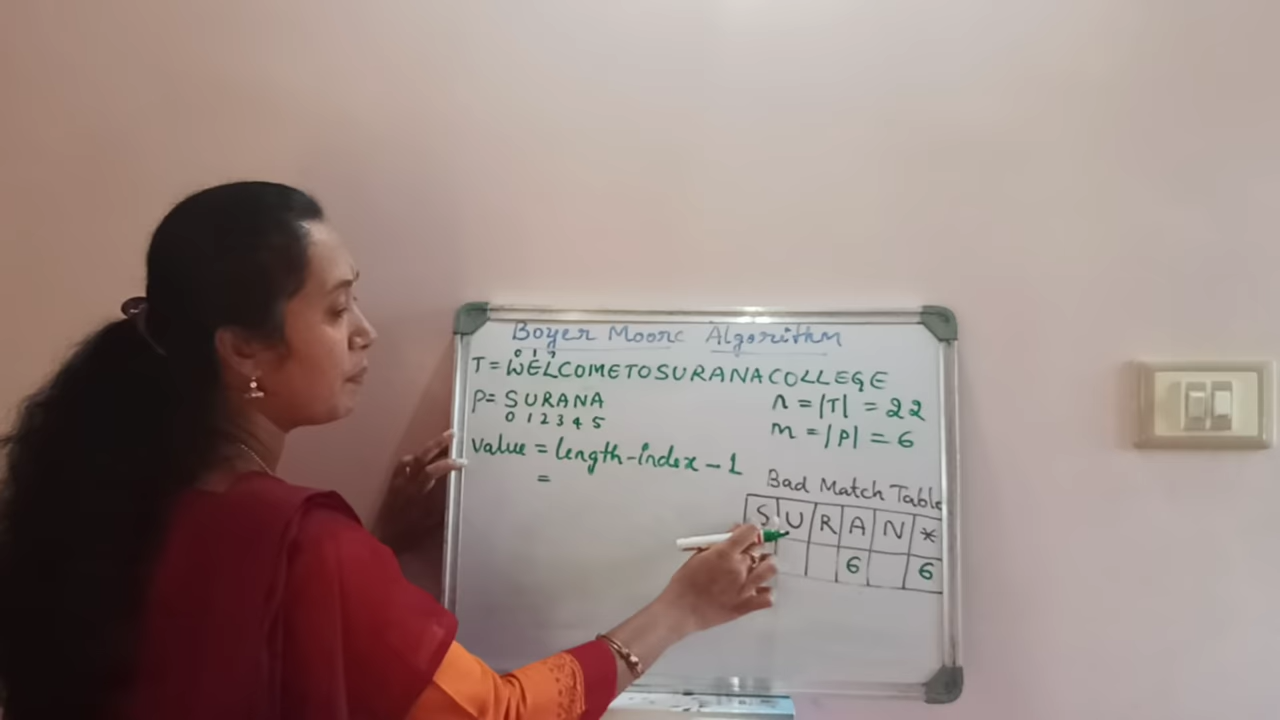 Boyer Moore Algorithm
0 1 2
T = WELCOMETOSURANACOLLEGE
P = SURANA
0 1 2 3 4 5
n = |T| = 22
m = |P| = 6
value = length - index - 1
=
Bad Match Table
S U R A N *
6 6